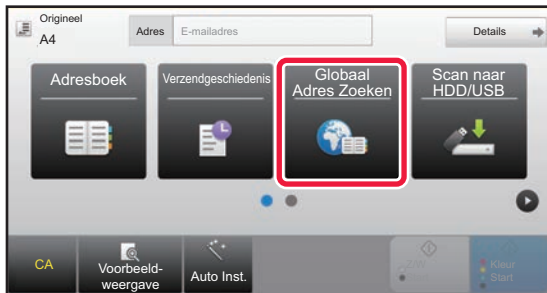 Origineel
A4
Adres
E-mailadres
Details
Adresboek
Verzendgeschiedenis
Globaal
Adres Zoeken
Scan naar
HDD/USB
CA
Voorbeeld-
weergave
Auto Inst.
Z/W
Start
Kleur
Start